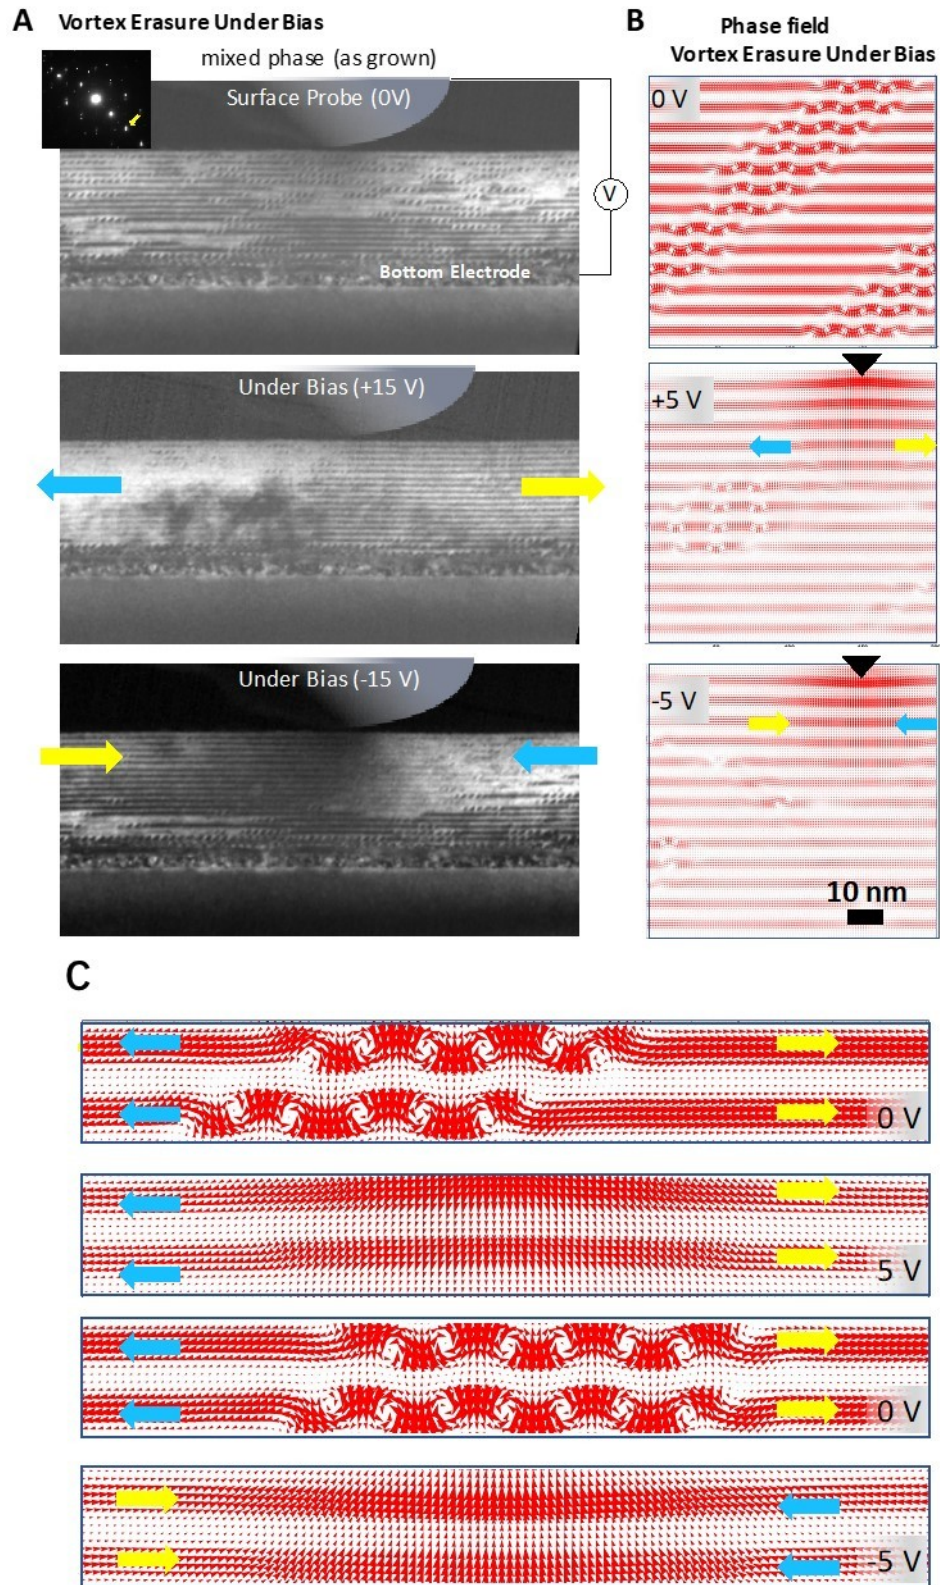 A
Vortex Erasure Under Bias
mixed phase (as grown)
Surface Probe (0V)
V
Bottom Electrode
Under Bias (+15 V)
Under Bias (-15 V)
B
Phase field
Vortex Erasure Under Bias
0 V
+5 V
-5 V
10 nm
C
0 V
5 V
0 V
-5 V